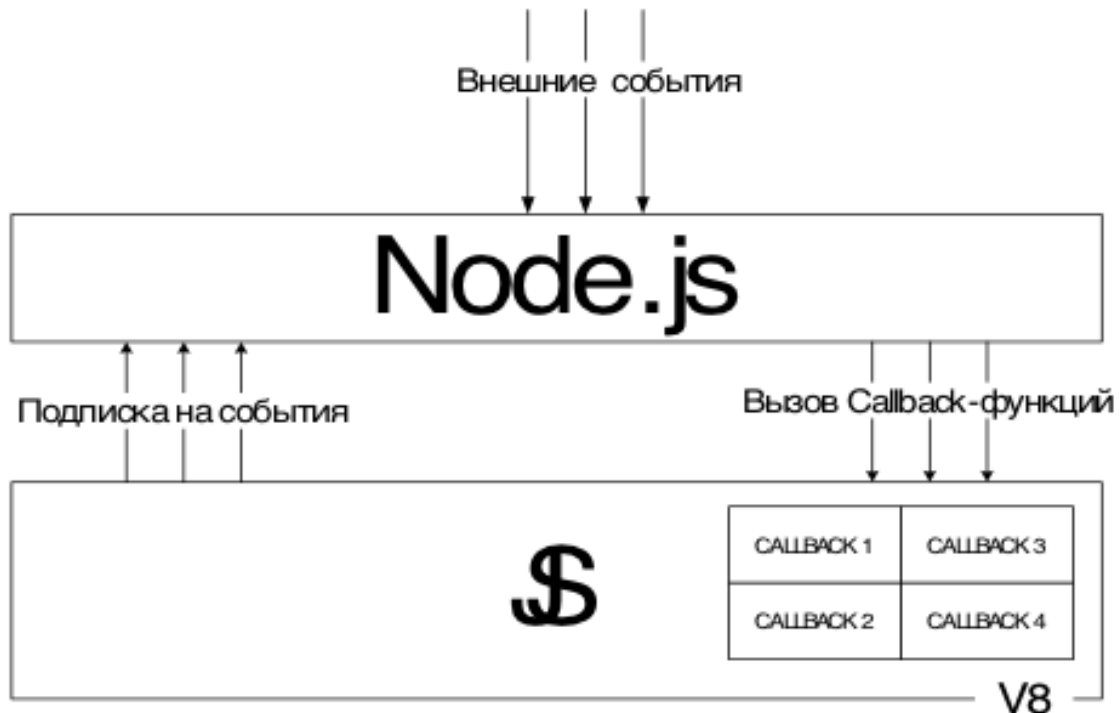 Внешние события
Node.js
Подписка на события
Вызов Callback-функций
JS
CALLBACK 1
CALLBACK 3
CALLBACK 2
CALLBACK 4
V8